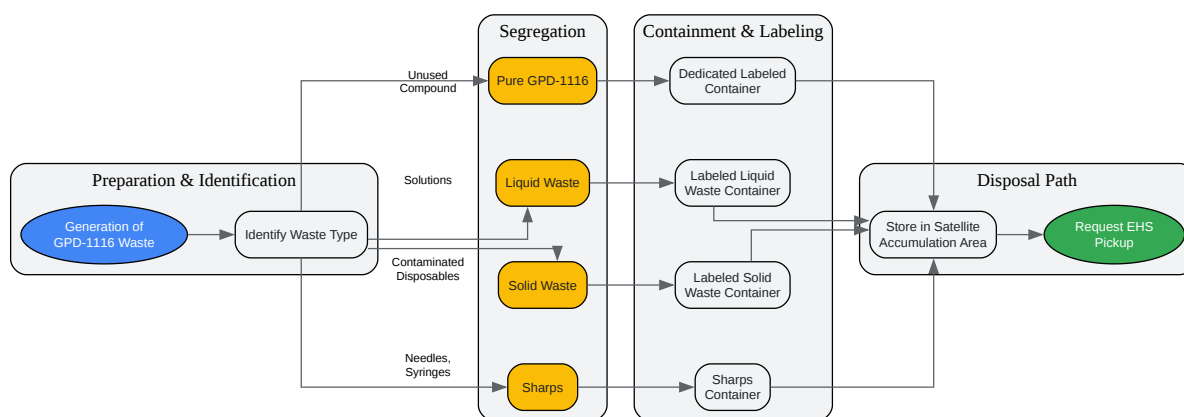 Segregation
Containment & Labeling
Unused
Compound
Pure GPD-1116
Dedicated Labeled
Container
Preparation & Identification
Solutions
Liquid Waste
Labeled Liquid
Waste Container
Disposal Path
Generation of
GPD-1116 Waste
Identify Waste Type
Store in Satellite
Accumulation Area
Request EHS
Pickup
Contaminated
Disposables
Solid Waste
Labeled Solid
Waste Container
Needles,
Syringes
Sharps
Sharps
Container